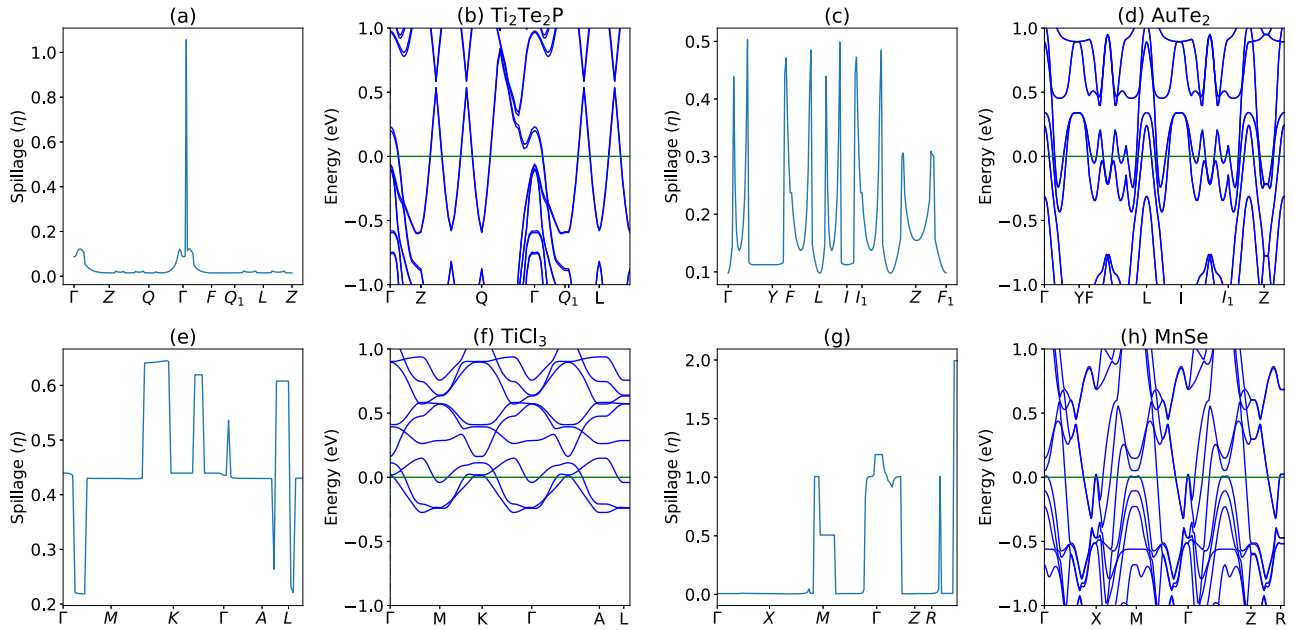 (a)
Spillage (η)
1.0
0.8
0.6
0.4
0.2
0.0
Γ Z Q Γ F Q₁ L Z
(b) Ti₂Te₂P
Energy (eV)
1.0
0.5
0.0
−0.5
−1.0
Γ Z Q Γ Q₁ L
(c)
Spillage (η)
0.5
0.4
0.3
0.2
0.1
Γ Y F L I I₁ Z F₁
(d) AuTe₂
Energy (eV)
1.0
0.5
0.0
−0.5
−1.0
Γ YF L I I₁ Z
(e)
Spillage (η)
0.6
0.5
0.4
0.3
0.2
Γ M K Γ A L
(f) TiCl₃
Energy (eV)
1.0
0.5
0.0
−0.5
−1.0
Γ M K Γ A L
(g)
Spillage (η)
2.0
1.5
1.0
0.5
0.0
Γ X M Γ Z R
(h) MnSe
Energy (eV)
1.0
0.5
0.0
−0.5
−1.0
Γ X M Γ Z R